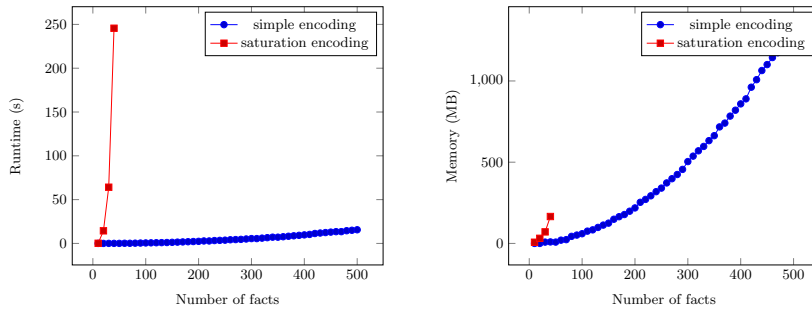 simple encoding
saturation encoding
250
200
150
100
50
0
Runtime (s)
0 100 200 300 400 500
Number of facts
simple encoding
saturation encoding
1,000
500
0
Memory (MB)
0 100 200 300 400 500
Number of facts